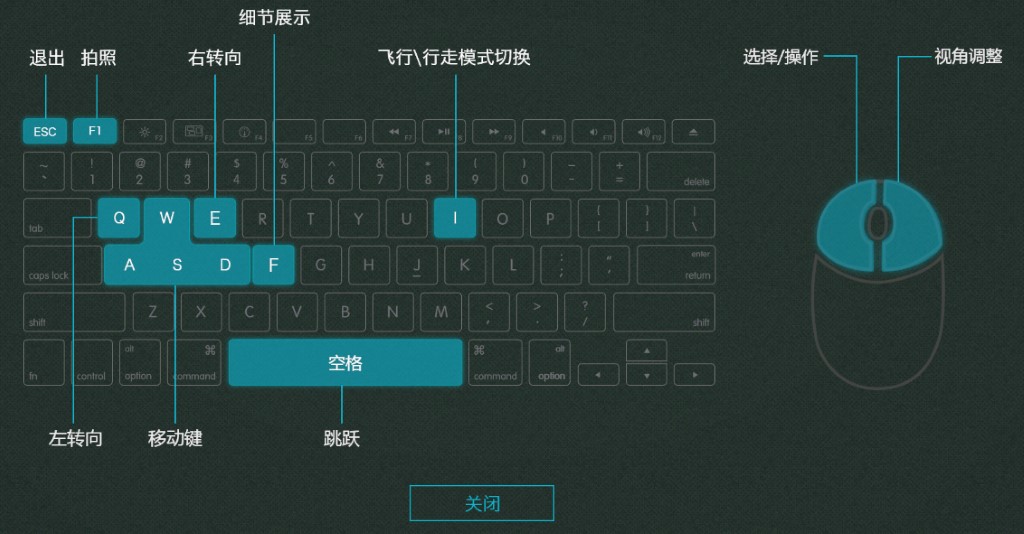 细节展示
退出 拍照 右转向 飞行\行走模式切换 选择/操作 视角调整
ESC F1 F2 F3 F4 F5 F6 F7 F8 F9 F10 F11 F12
~ ! @ # $ % ^ & * ( ) – +
` 1 2 3 4 5 6 7 8 9 0 - = delete
tab Q W E R T Y U I O P { [ } ] | \
caps lock A S D F G H J K L : ; " ' enter return
shift Z X C V B N M < , > . ? / shift
fn control alt option ⌘ command 空格 ⌘ command alt option
左转向 移动键 跳跃
关闭